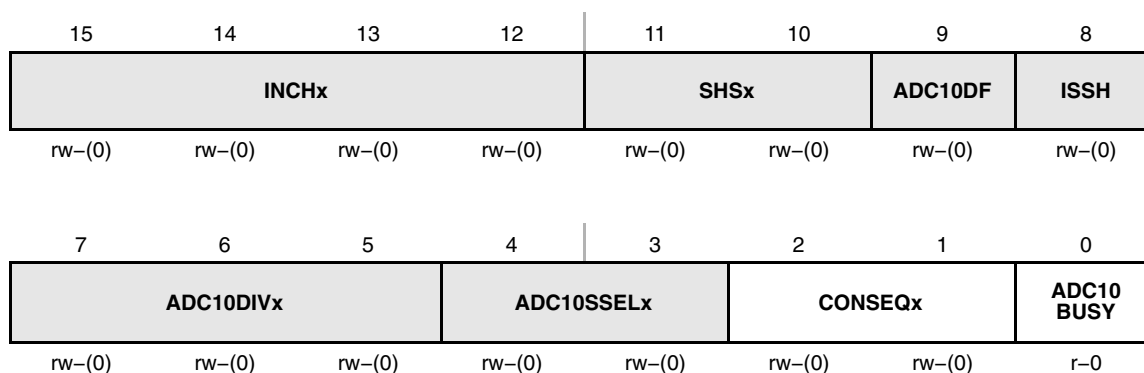 15 14 13 12 11 10 9 8
INCHx SHSx ADC10DF ISSH
rw−(0) rw−(0) rw−(0) rw−(0) rw−(0) rw−(0) rw−(0) rw−(0)
7 6 5 4 3 2 1 0
ADC10DIVx ADC10SSELx CONSEQx ADC10
BUSY
rw−(0) rw−(0) rw−(0) rw−(0) rw−(0) rw−(0) rw−(0) r−0